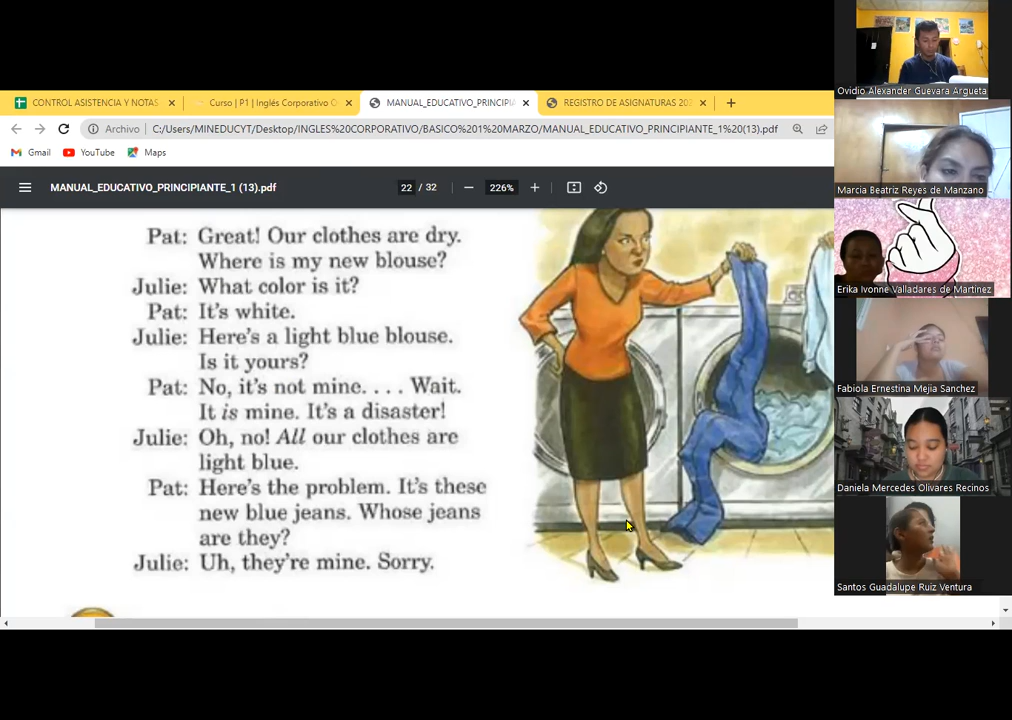 CONTROL ASISTENCIA Y NOTAS
Curso | P1 | Inglés Corporativo O
MANUAL_EDUCATIVO_PRINCIPI
REGISTRO DE ASIGNATURAS 202
Archivo
C:/Users/MINEDUCYT/Desktop/INGLES%20CORPORATIVO/BASICO%201%20MARZO/MANUAL_EDUCATIVO_PRINCIPIANTE_1%20(13).pdf
Gmail
YouTube
Maps
MANUAL_EDUCATIVO_PRINCIPIANTE_1 (13).pdf
22 / 32
226%
Pat: Great! Our clothes are dry.
Where is my new blouse?
Julie: What color is it?
Pat: It's white.
Julie: Here's a light blue blouse.
Is it yours?
Pat: No, it's not mine. . . . Wait.
It is mine. It's a disaster!
Julie: Oh, no! All our clothes are
light blue.
Pat: Here's the problem. It's these
new blue jeans. Whose jeans
are they?
Julie: Uh, they're mine. Sorry.
Ovidio Alexander Guevara Argueta
Marcia Beatriz Reyes de Manzano
Erika Ivonne Valladares de Martinez
Fabiola Ernestina Mejia Sanchez
Daniela Mercedes Olivares Recinos
Santos Guadalupe Ruiz Ventura